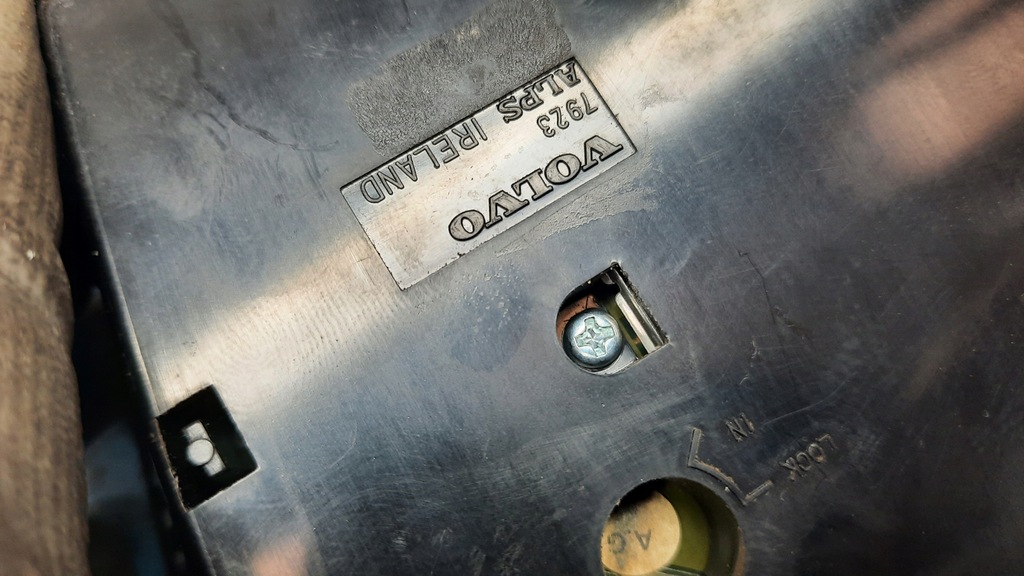 VOLVO
7923
ALPS IRELAND
IN
LOCK
A.G